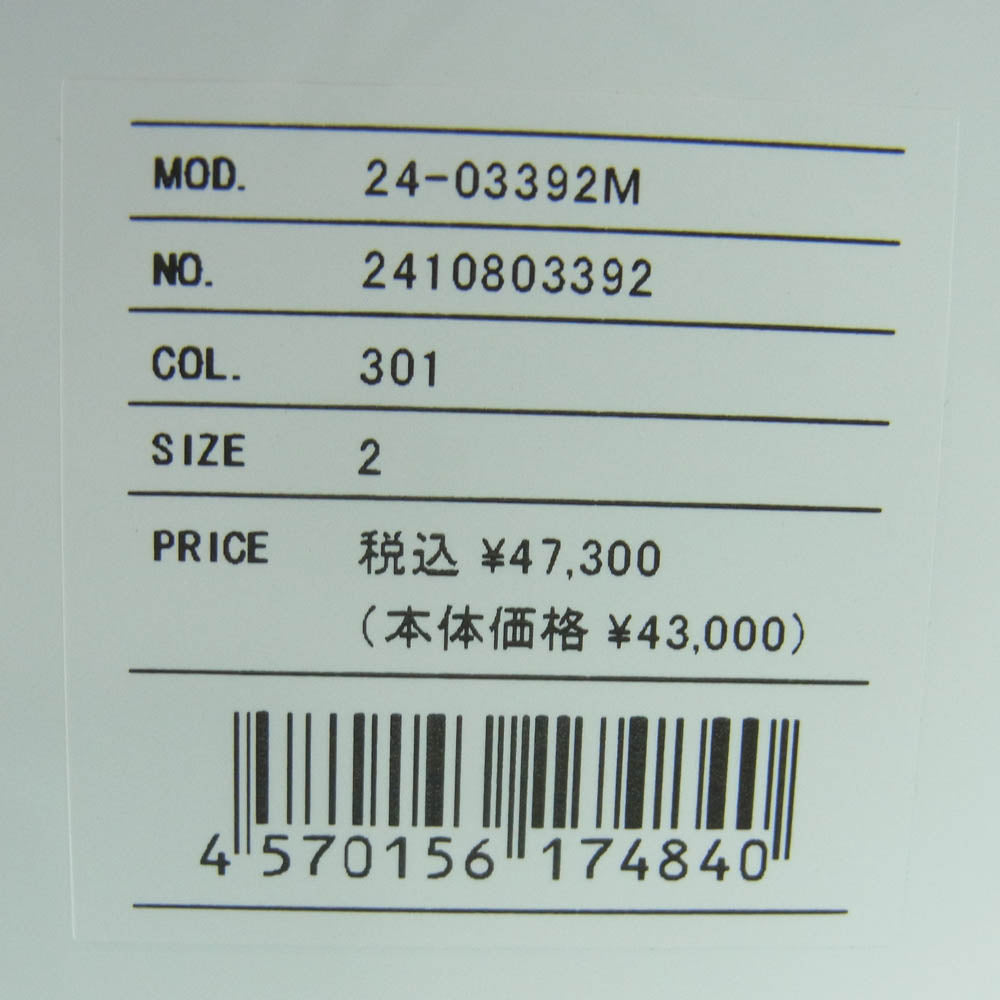 MOD. 24-03392M
NO. 2410803392
COL. 301
SIZE 2
PRICE 税込 ¥47,300
(本体価格 ¥43,000)
4 570156 174840